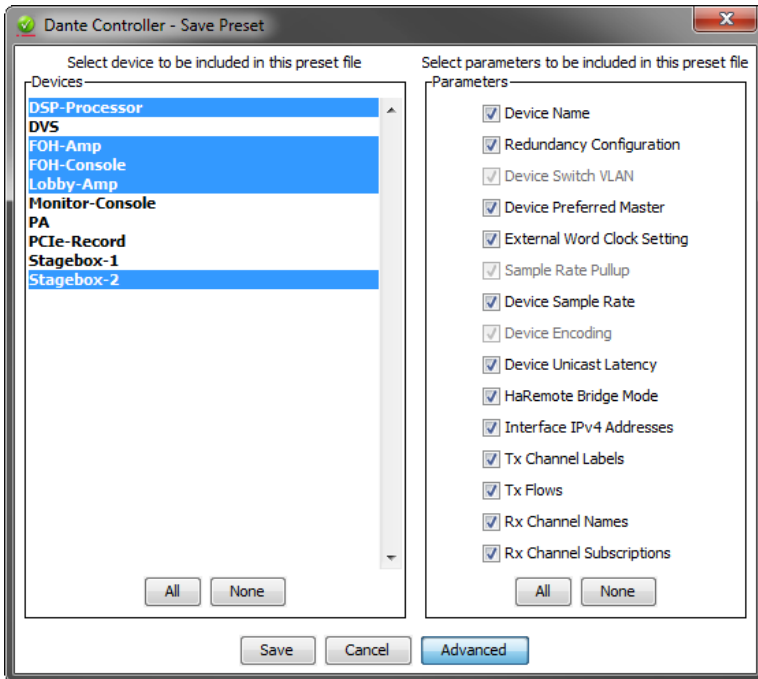 Dante Controller - Save Preset
Select device to be included in this preset file
Devices
DSP-Processor
DVS
FOH-Amp
FOH-Console
Lobby-Amp
Monitor-Console
PA
PCIe-Record
Stagebox-1
Stagebox-2
All None
Select parameters to be included in this preset file
Parameters
Device Name
Redundancy Configuration
Device Switch VLAN
Device Preferred Master
External Word Clock Setting
Sample Rate Pullup
Device Sample Rate
Device Encoding
Device Unicast Latency
HaRemote Bridge Mode
Interface IPv4 Addresses
Tx Channel Labels
Tx Flows
Rx Channel Names
Rx Channel Subscriptions
All None
Save Cancel Advanced